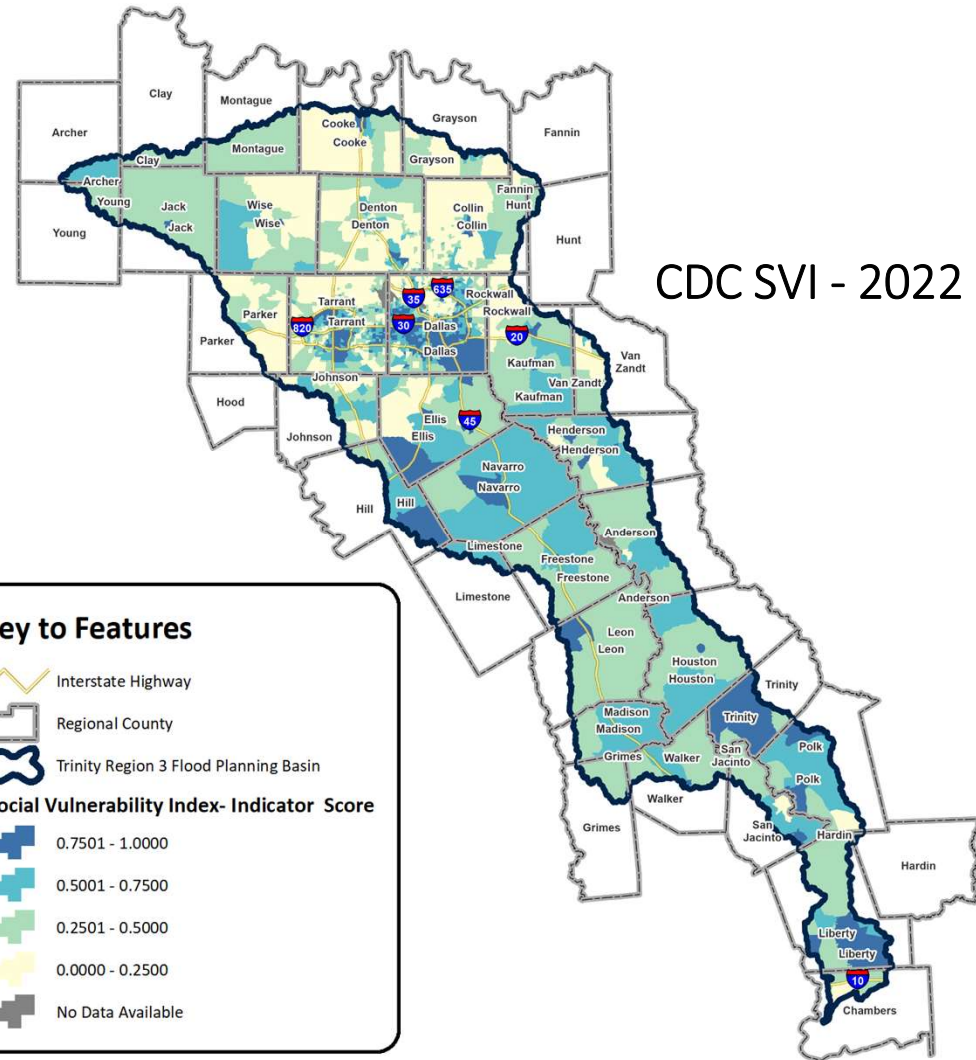 Clay
Montague
Grayson
Archer
Fannin
Cooke
Cooke
Montague
Grayson
Clay
Archer
Young
Jack
Jack
Wise
Wise
Denton
Denton
Collin
Collin
Fannin
Hunt
Young
Hunt
CDC SVI - 2022
635
35
Rockwall
Rockwall
Tarrant
Tarrant
Parker
820
30
Dallas
Dallas
20
Parker
Van
Zandt
Kaufman
Kaufman
Van Zandt
Johnson
Hood
Johnson
Ellis
Ellis
45
Henderson
Henderson
Navarro
Navarro
Hill
Hill
Anderson
Limestone
Freestone
Freestone
Limestone
Anderson
Leon
Leon
Houston
Houston
Trinity
Trinity
Madison
Madison
San
Jacinto
Polk
Polk
Grimes
Walker
Walker
Grimes
San
Jacinto
Hardin
Hardin
Liberty
Liberty
10
Chambers
ey to Features
Interstate Highway
Regional County
Trinity Region 3 Flood Planning Basin
ocial Vulnerability Index- Indicator Score
0.7501 - 1.0000
0.5001 - 0.7500
0.2501 - 0.5000
0.0000 - 0.2500
No Data Available